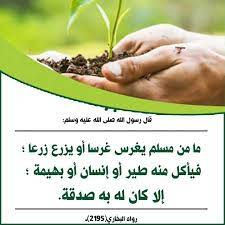 قال رسول الله صلى الله عليه وسلم:
ما من مسلم يغرس غرسا أو يزرع زرعا ؛
فيأكل منه طير أو إنسان أو بهيمة ؛
إلا كان له به صدقة.
رواه البخاري(2195)ـ